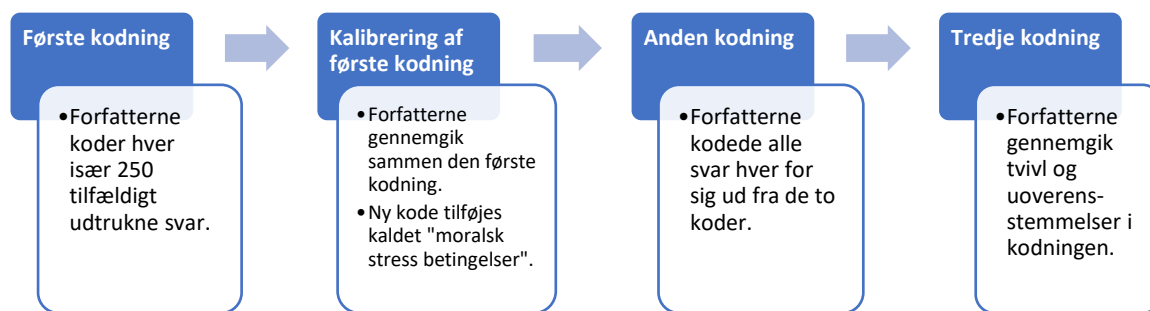 Første kodning
•Forfatterne
koder hver
især 250
tilfældigt
udtrukne svar.
Kalibrering af
første kodning
•Forfatterne
gennemgik
sammen den første
kodning.
•Ny kode tilføjes
kaldet "moralsk
stress betingelser".
Anden kodning
•Forfatterne
kodede alle
svar hver for
sig ud fra de to
koder.
Tredje kodning
•Forfatterne
gennemgik
tvivl og
uoverens-
stemmelser i
kodningen.